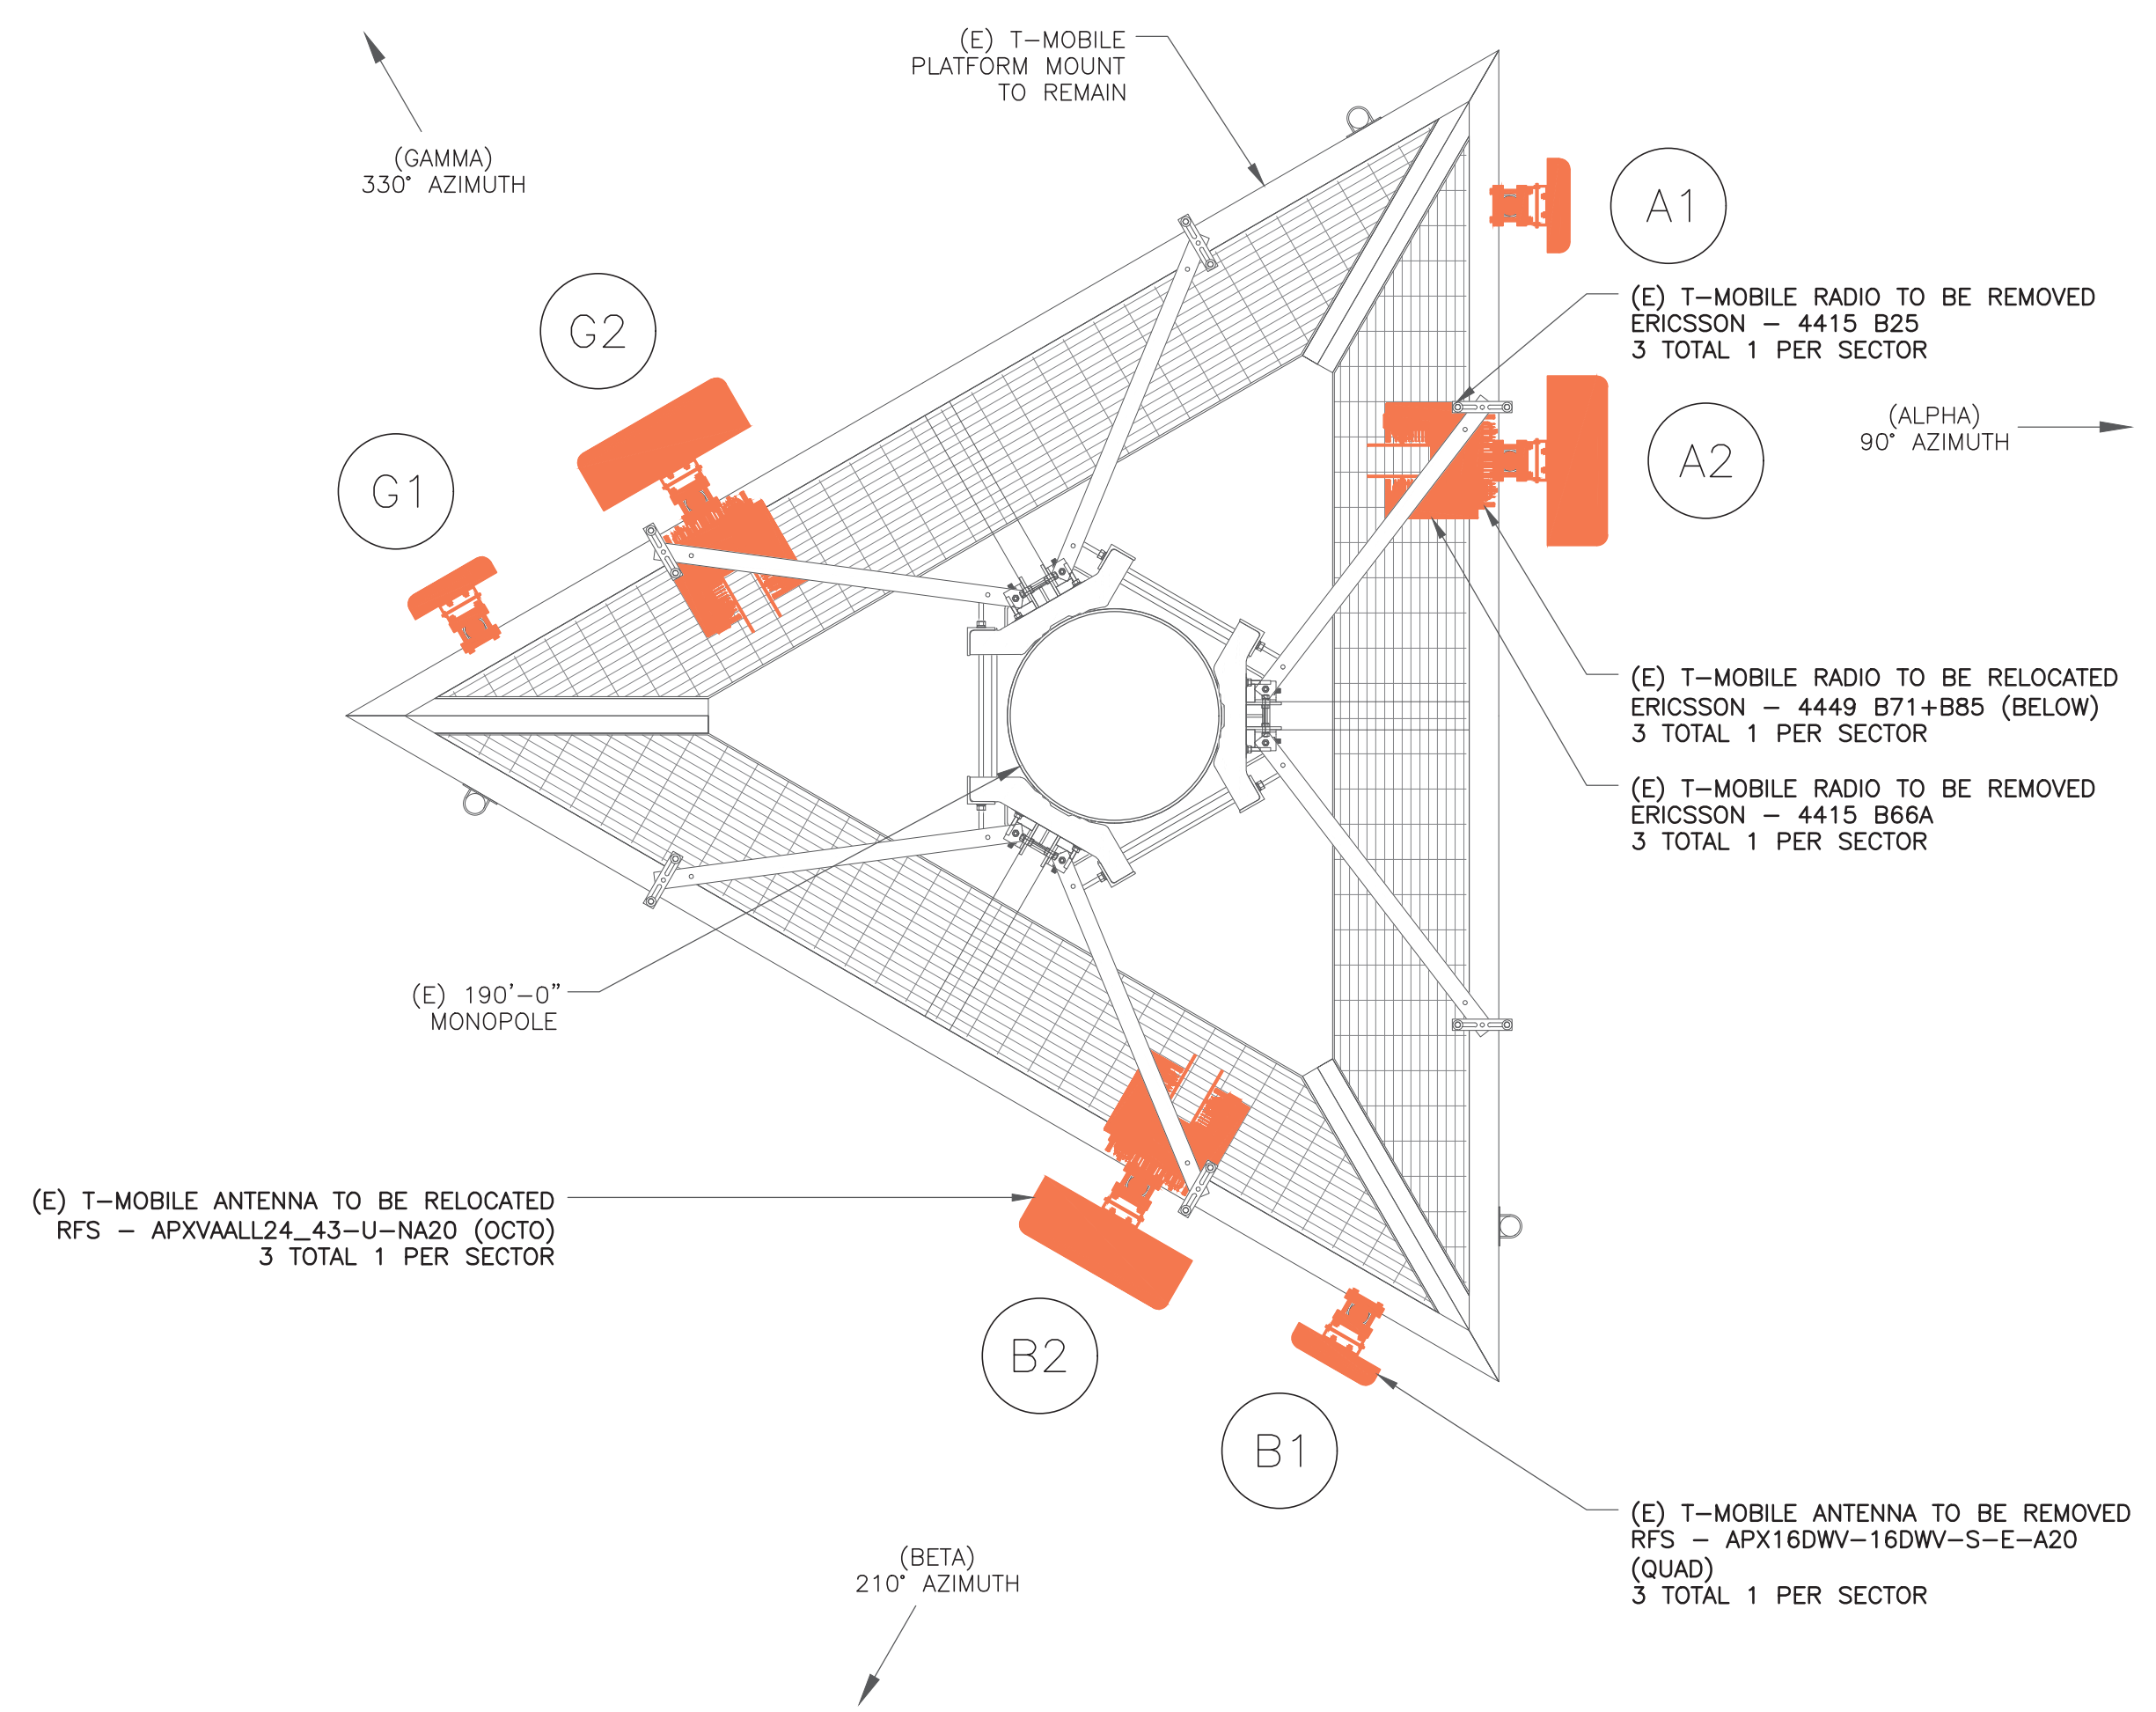 (E) T-MOBILE
PLATFORM MOUNT
TO REMAIN
(GAMMA)
330° AZIMUTH
A1
G2
(E) T-MOBILE RADIO TO BE REMOVED
ERICSSON - 4415 B25
3 TOTAL 1 PER SECTOR
(ALPHA)
90° AZIMUTH
A2
G1
(E) T-MOBILE RADIO TO BE RELOCATED
ERICSSON - 4449 B71+B85 (BELOW)
3 TOTAL 1 PER SECTOR
(E) T-MOBILE RADIO TO BE REMOVED
ERICSSON - 4415 B66A
3 TOTAL 1 PER SECTOR
(E) 190'-0"
MONOPOLE
(E) T-MOBILE ANTENNA TO BE RELOCATED
RFS - APXVAALL24_43-U-NA20 (OCTO)
3 TOTAL 1 PER SECTOR
B2
B1
(E) T-MOBILE ANTENNA TO BE REMOVED
RFS - APX16DWV-16DWV-S-E-A20
(QUAD)
3 TOTAL 1 PER SECTOR
(BETA)
210° AZIMUTH